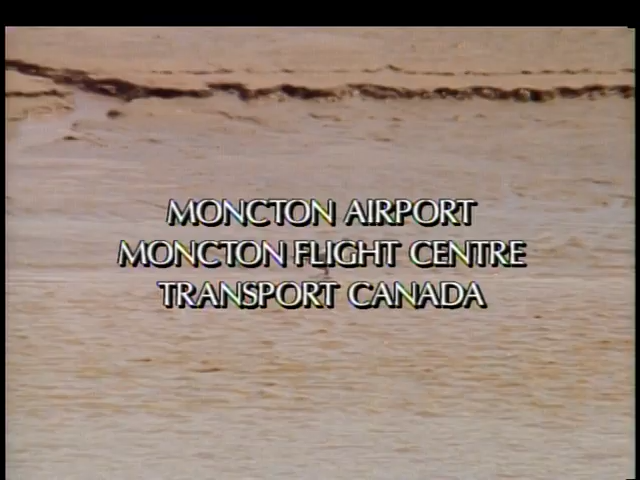 MONCTON AIRPORT
MONCTON FLIGHT CENTRE
TRANSPORT CANADA